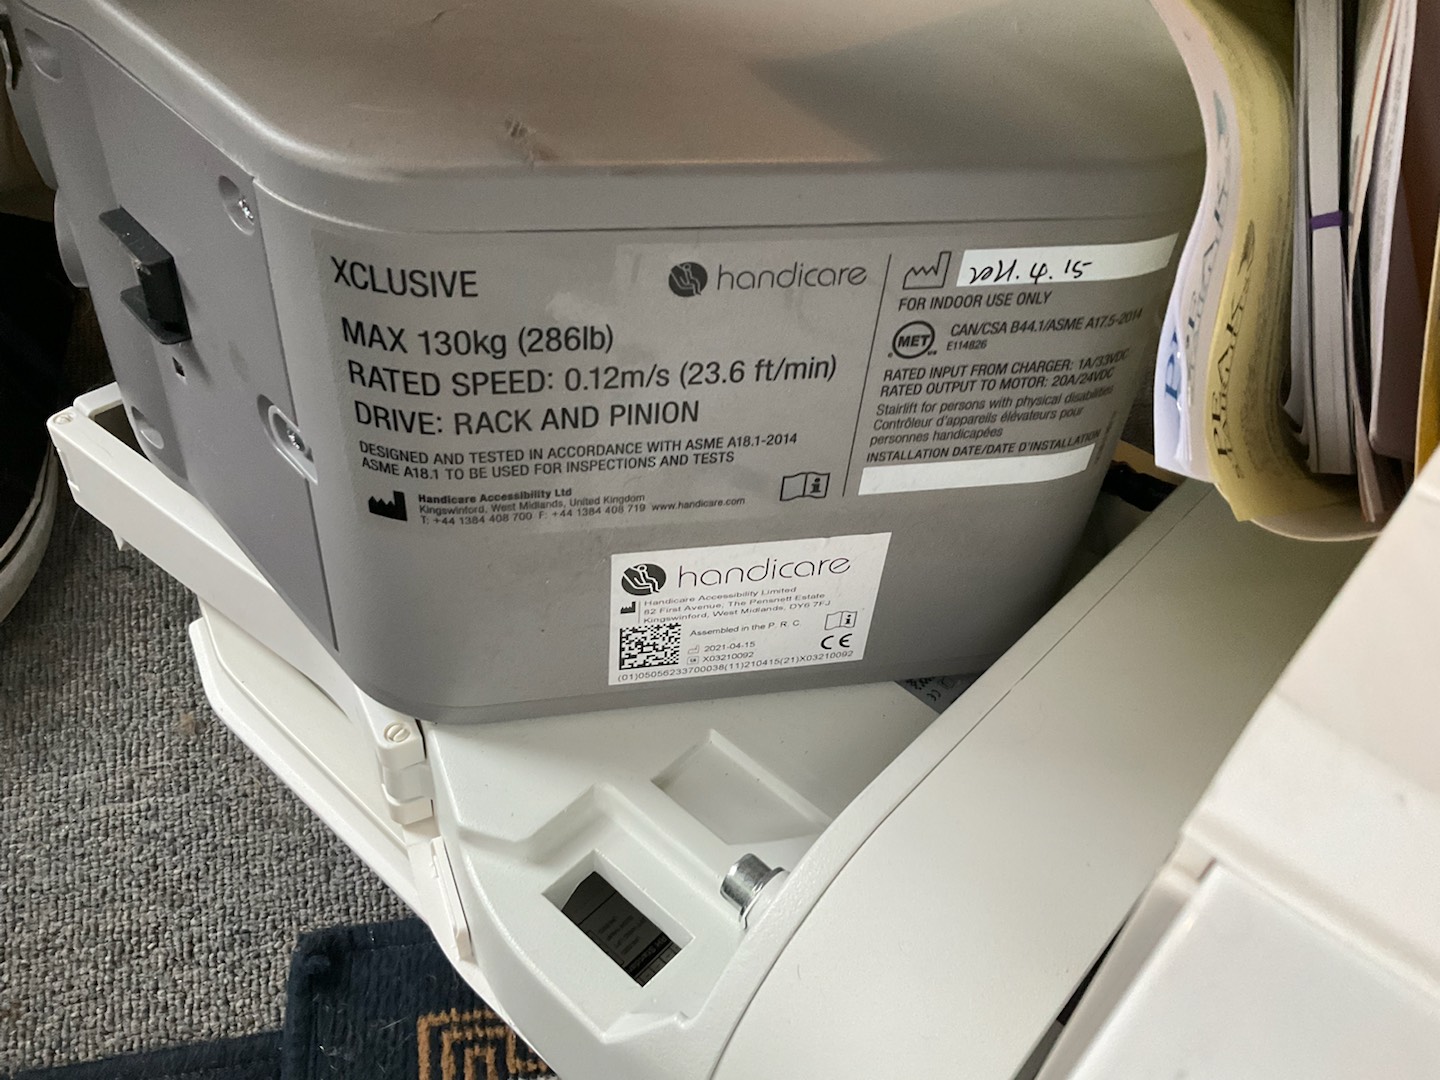 XCLUSIVE
handicare
MAX 130kg (286lb)
RATED SPEED: 0.12m/s (23.6 ft/min)
DRIVE: RACK AND PINION
DESIGNED AND TESTED IN ACCORDANCE WITH ASME A18.1-2014
ASME A18.1 TO BE USED FOR INSPECTIONS AND TESTS
Handicare Accessibility Ltd
Kingswinford, West Midlands, United Kingdom
T: +44 1384 408 700 F: +44 1384 408 719 www.handicare.com
2021.4.15
FOR INDOOR USE ONLY
MET
CAN/CSA B44.1/ASME A17.5-2014
E114826
RATED INPUT FROM CHARGER: 1A/33VDC
RATED OUTPUT TO MOTOR: 20A/24VDC
Stairlift for persons with physical disabilities
Contrôleur d'appareils élévateurs pour
personnes handicapées
INSTALLATION DATE/DATE D'INSTALLATION
handicare
Handicare Accessibility Limited
82 First Avenue, The Pensnett Estate
Kingswinford, West Midlands, DY6 7FJ
Assembled in the P. R. C
2021-04-15
SN X03210092
CE
(01)05056233700038(11)210415(21)X03210092
PEAK